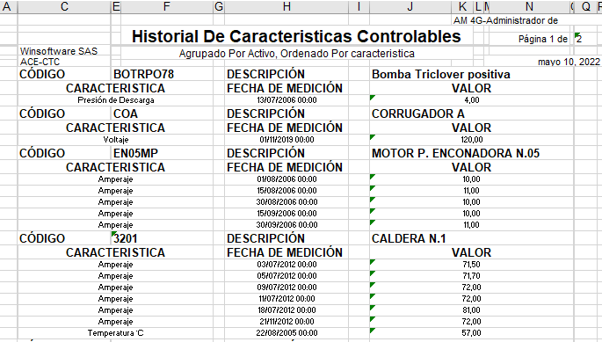 A C E F G H I J K L M N O Q R
AM 4G-Administrador de
Historial De Caracteristicas Controlables
Página 1 de 2
Winsoftware SAS
Agrupado Por Activo, Ordenado Por caracteristica
ACE-CTC
mayo 10, 2022
CÓDIGO BOTRPO78 DESCRIPCIÓN Bomba Triclover positiva
CARACTERISTICA FECHA DE MEDICIÓN VALOR
Presión de Descarga 13/07/2006 00:00 4,00
CÓDIGO COA DESCRIPCIÓN CORRUGADOR A
CARACTERISTICA FECHA DE MEDICIÓN VALOR
Voltaje 01/11/2019 00:00 120,00
CÓDIGO EN05MP DESCRIPCIÓN MOTOR P. ENCONADORA N.05
CARACTERISTICA FECHA DE MEDICIÓN VALOR
Amperaje 01/08/2006 00:00 10,00
Amperaje 15/08/2006 00:00 11,00
Amperaje 30/08/2006 00:00 10,00
Amperaje 15/09/2006 00:00 10,00
Amperaje 30/09/2006 00:00 11,00
CÓDIGO 3201 DESCRIPCIÓN CALDERA N.1
CARACTERISTICA FECHA DE MEDICIÓN VALOR
Amperaje 03/07/2012 00:00 71,50
Amperaje 05/07/2012 00:00 71,70
Amperaje 09/07/2012 00:00 72,00
Amperaje 11/07/2012 00:00 72,00
Amperaje 18/07/2012 00:00 81,00
Amperaje 21/11/2012 00:00 72,00
Temperatura °C 22/08/2005 00:00 57,00